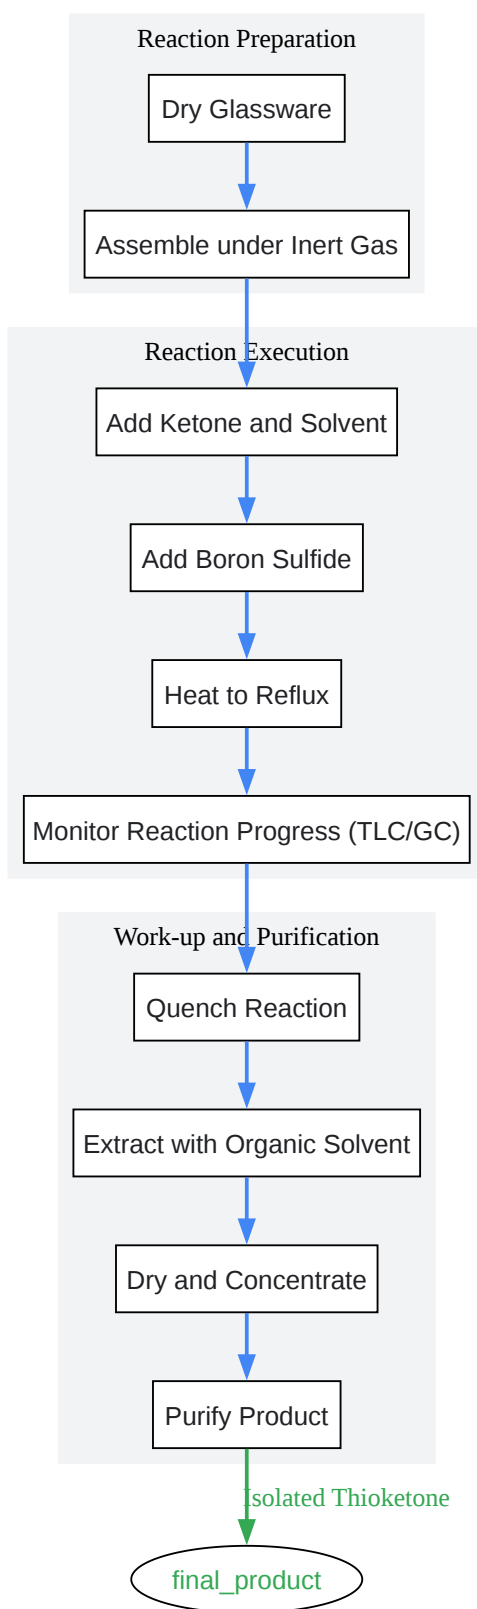 Reaction Preparation
Dry Glassware
Assemble under Inert Gas
Reaction Execution
Add Ketone and Solvent
Add Boron Sulfide
Heat to Reflux
Monitor Reaction Progress (TLC/GC)
Work-up and Purification
Quench Reaction
Extract with Organic Solvent
Dry and Concentrate
Purify Product
Isolated Thioketone
final_product